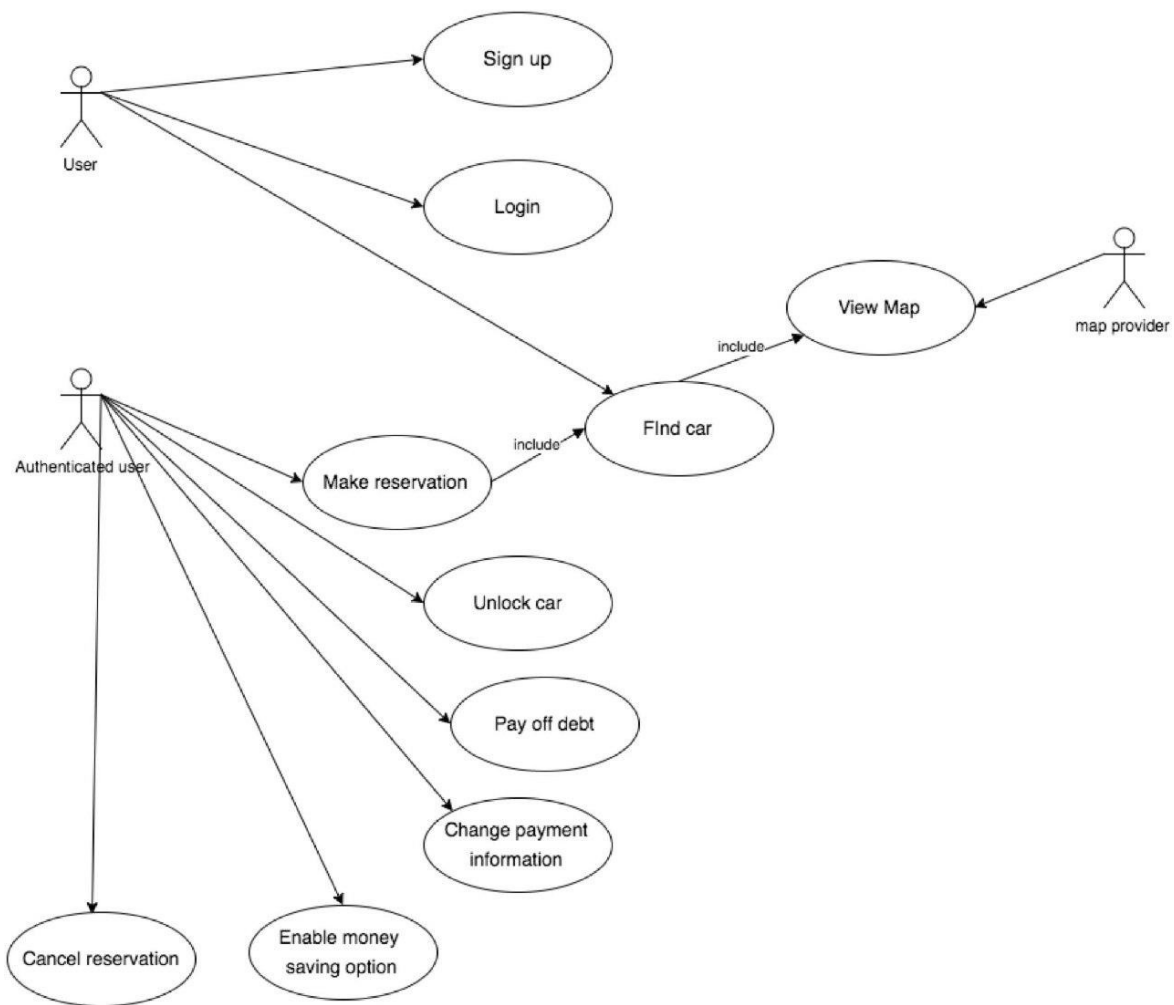 Sign up
User
Login
View Map
map provider
include
FInd car
Authenticated user
include
Make reservation
Unlock car
Pay off debt
Change payment
information
Enable money
saving option
Cancel reservation